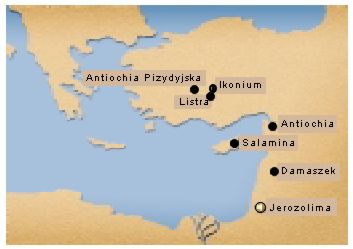 Antiochia Pizydyjska
Ikonium
Listra
Antiochia
Salamina
Damaszek
Jerozolima